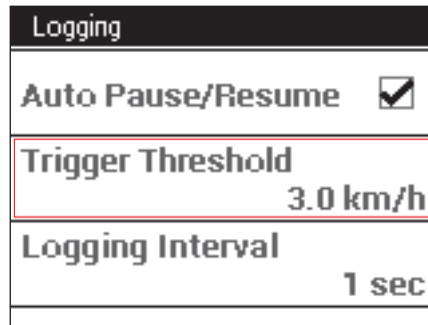 Logging
Auto Pause/Resume
Trigger Threshold
3.0 km/h
Logging Interval
1 sec